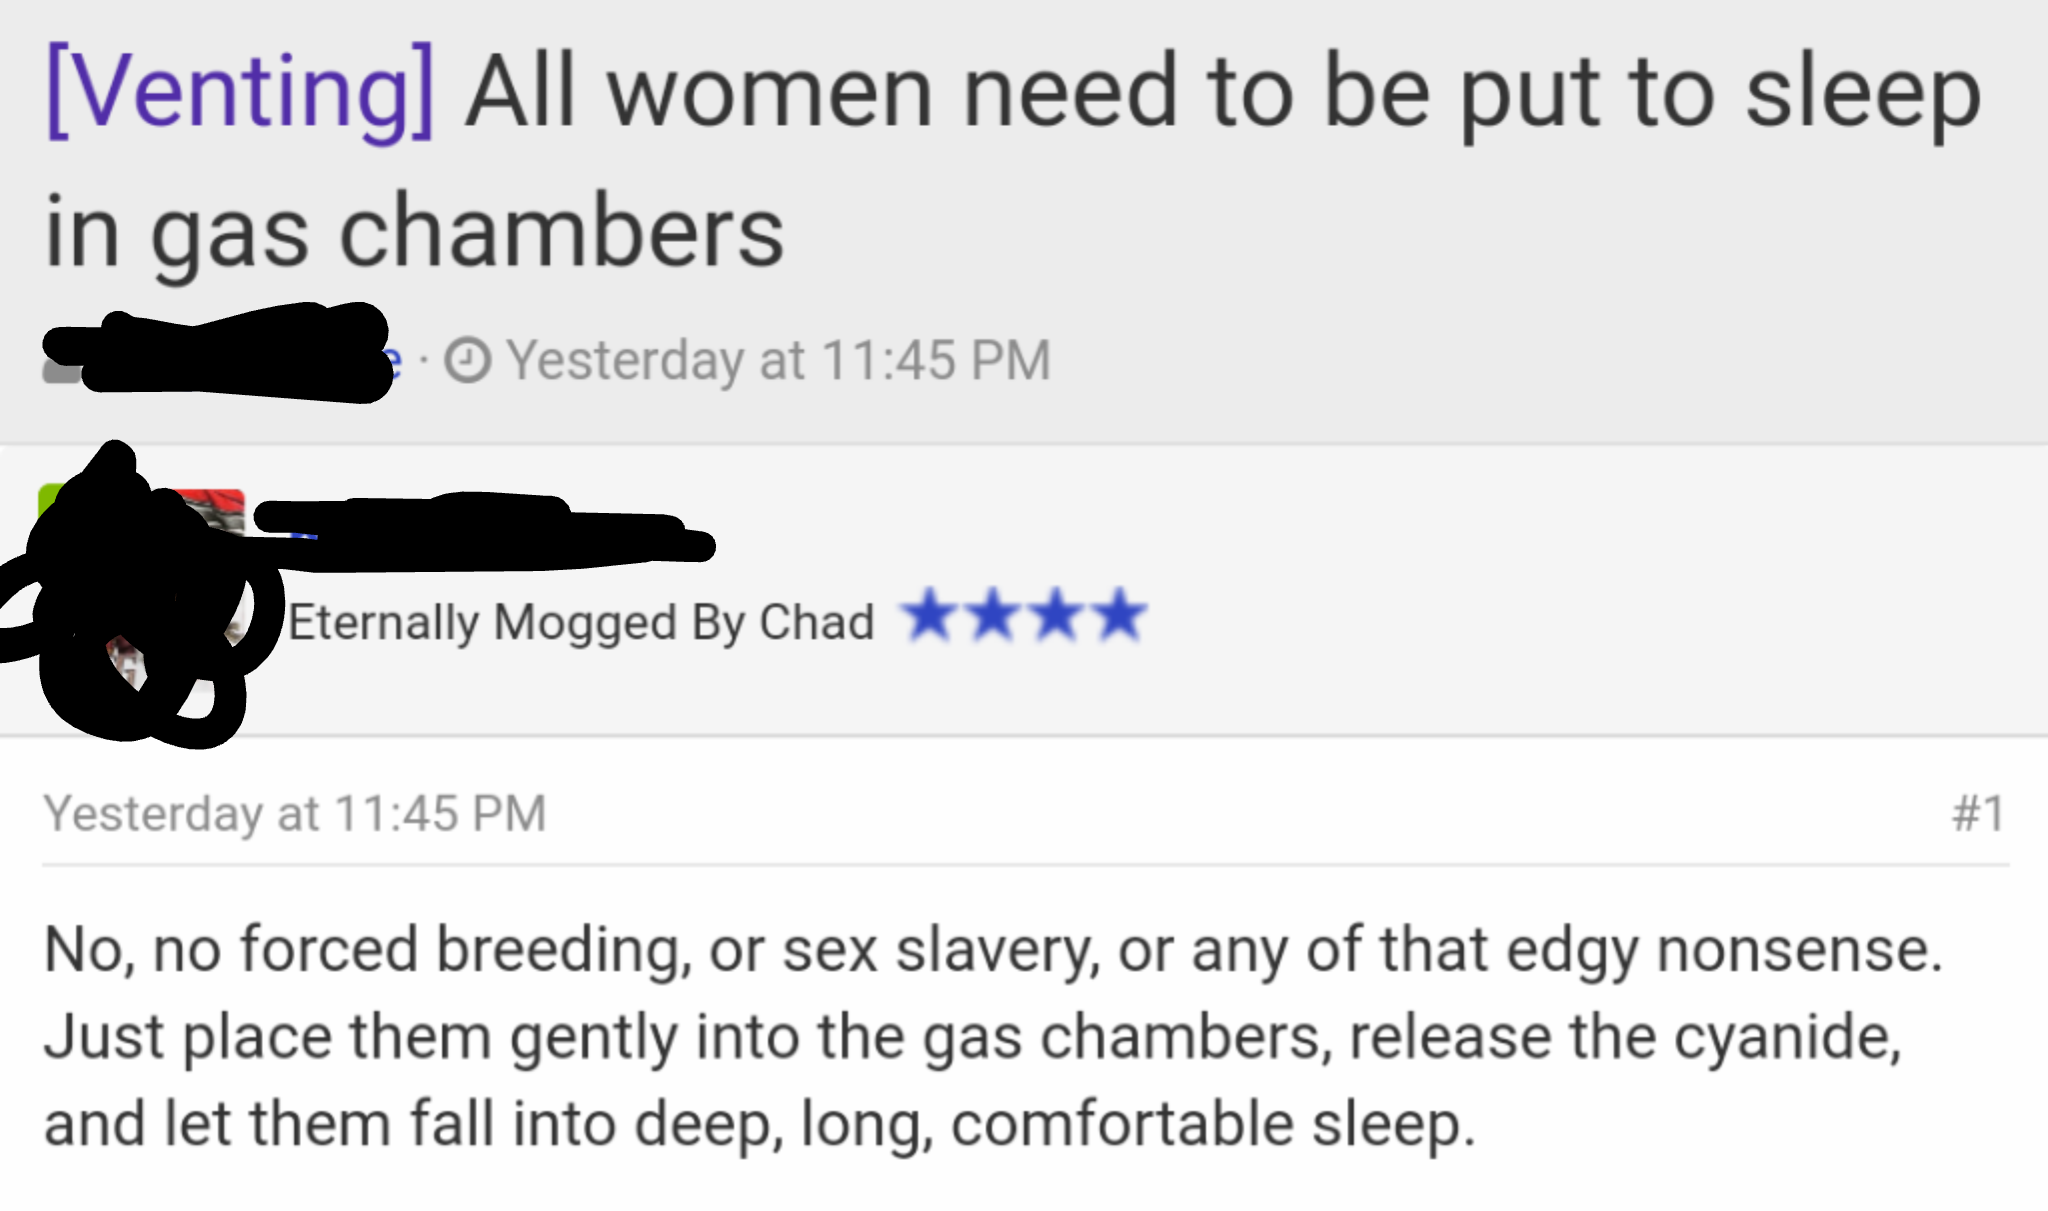 [Venting] All women need to be put to sleep
in gas chambers
· Yesterday at 11:45 PM
Eternally Mogged By Chad ★★★★
Yesterday at 11:45 PM #1
No, no forced breeding, or sex slavery, or any of that edgy nonsense.
Just place them gently into the gas chambers, release the cyanide,
and let them fall into deep, long, comfortable sleep.